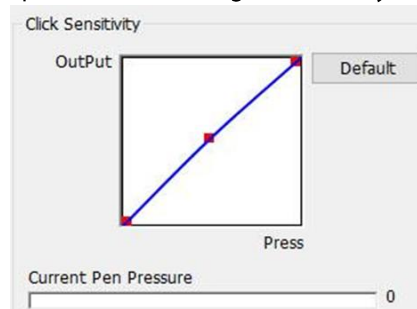 Click Sensitivity
OutPut
Default
Press
Current Pen Pressure
0